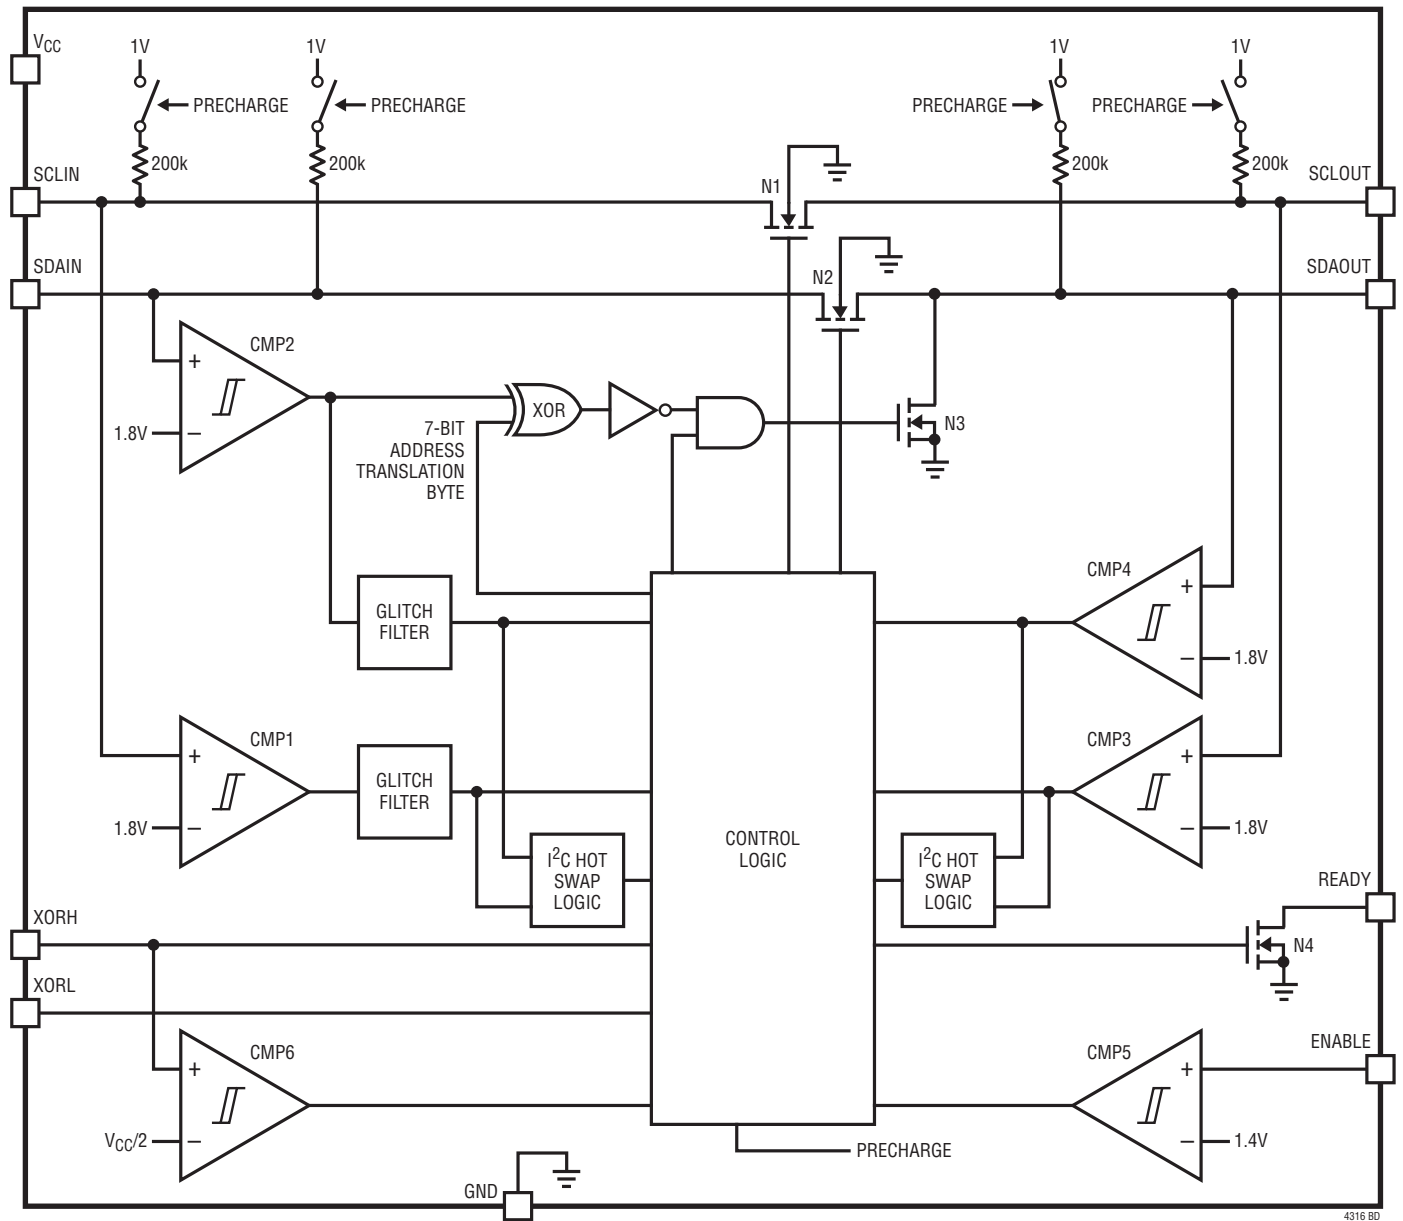 VCC
1V
1V
1V
1V
PRECHARGE
PRECHARGE
PRECHARGE
PRECHARGE
200k
200k
200k
200k
SCLIN
SCLOUT
N1
SDAIN
SDAOUT
N2
CMP2
+
1.8V
–
XOR
7-BIT
ADDRESS
TRANSLATION
BYTE
N3
GLITCH
FILTER
CMP4
+
–
1.8V
CMP1
+
1.8V
–
GLITCH
FILTER
CMP3
+
–
1.8V
CONTROL
LOGIC
I2C HOT
SWAP
LOGIC
I2C HOT
SWAP
LOGIC
READY
XORH
N4
XORL
CMP6
+
VCC/2
–
CMP5
+
–
1.4V
ENABLE
PRECHARGE
GND
4316 BD